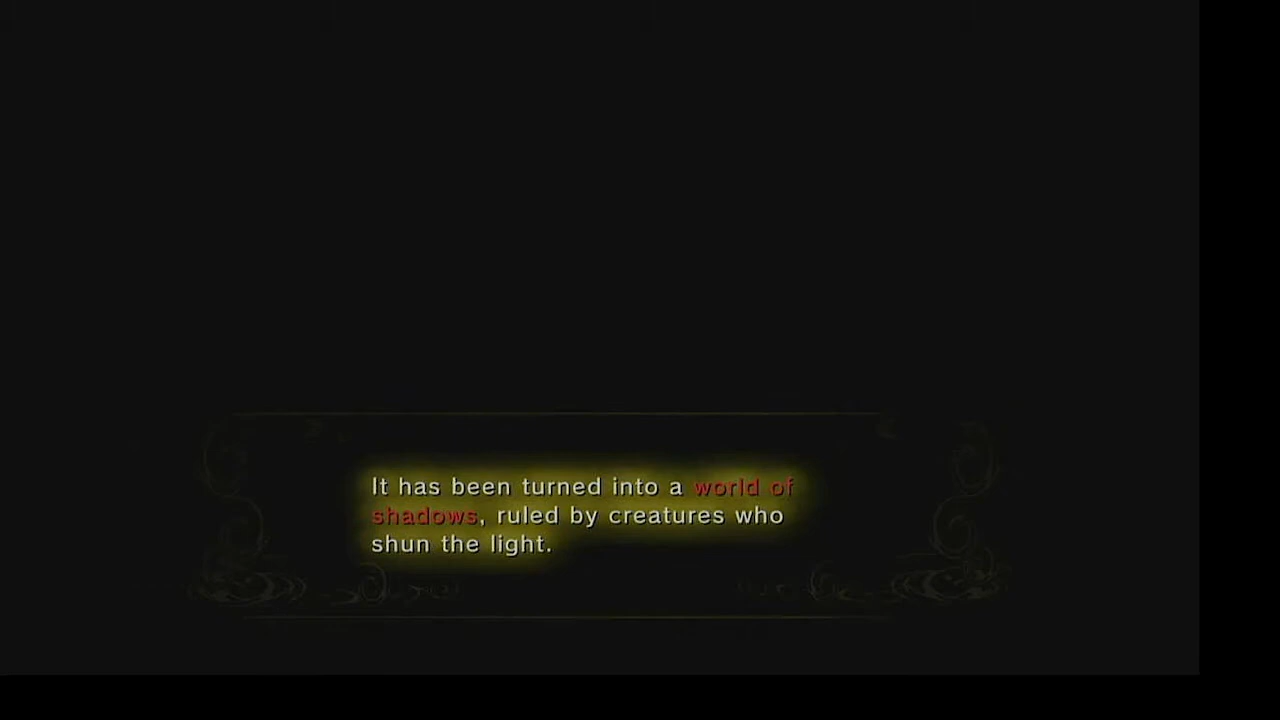 It has been turned into a world of
shadows, ruled by creatures who
shun the light.